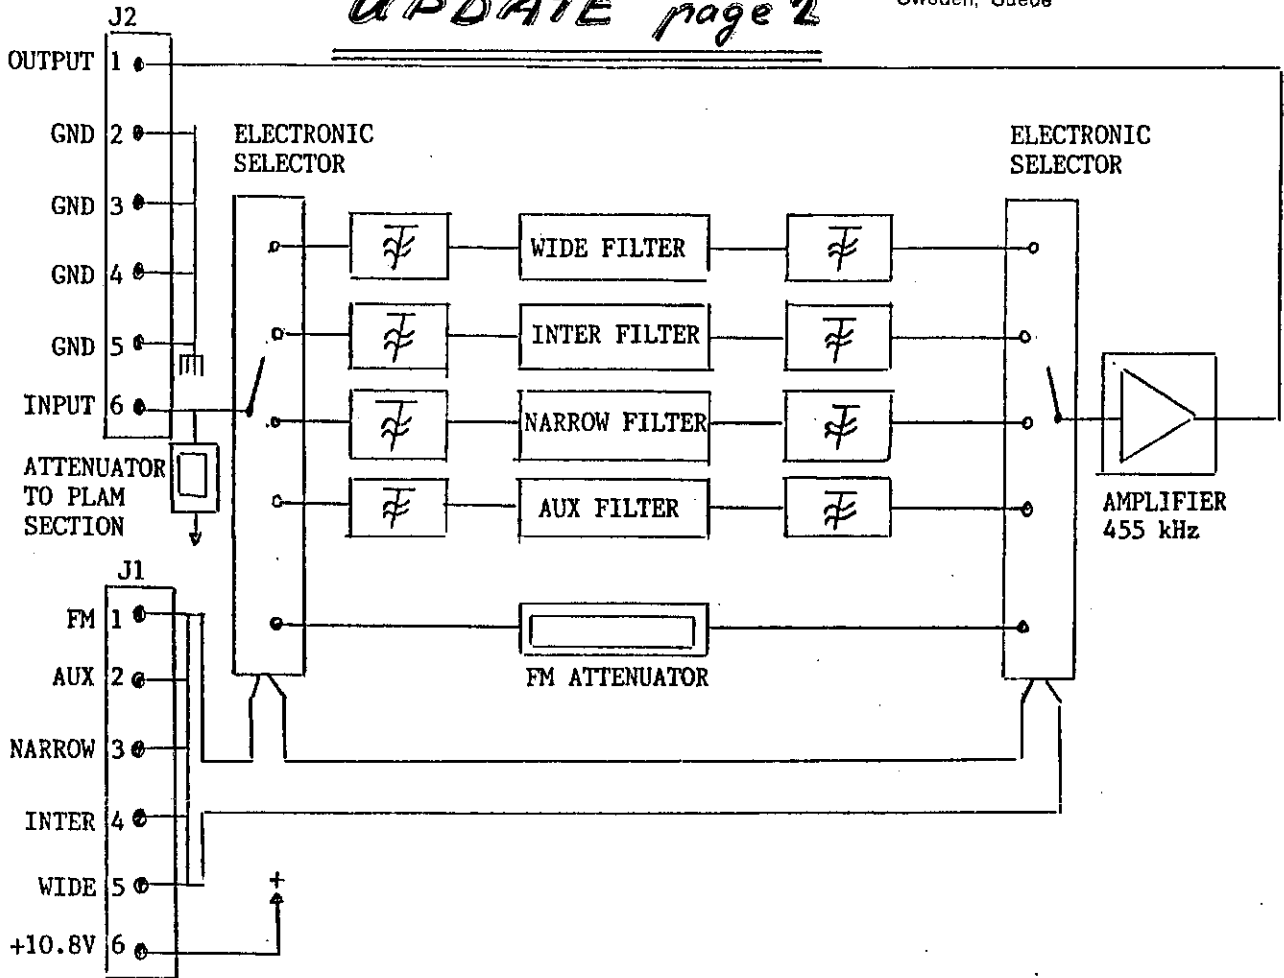 UPDATE page 2
Sweden, Suède
J2
OUTPUT 1
GND 2
GND 3
GND 4
GND 5
INPUT 6
ATTENUATOR
TO PLAM
SECTION
ELECTRONIC
SELECTOR
WIDE FILTER
INTER FILTER
NARROW FILTER
AUX FILTER
FM ATTENUATOR
ELECTRONIC
SELECTOR
AMPLIFIER
455 kHz
J1
FM 1
AUX 2
NARROW 3
INTER 4
WIDE 5
+10.8V 6
+